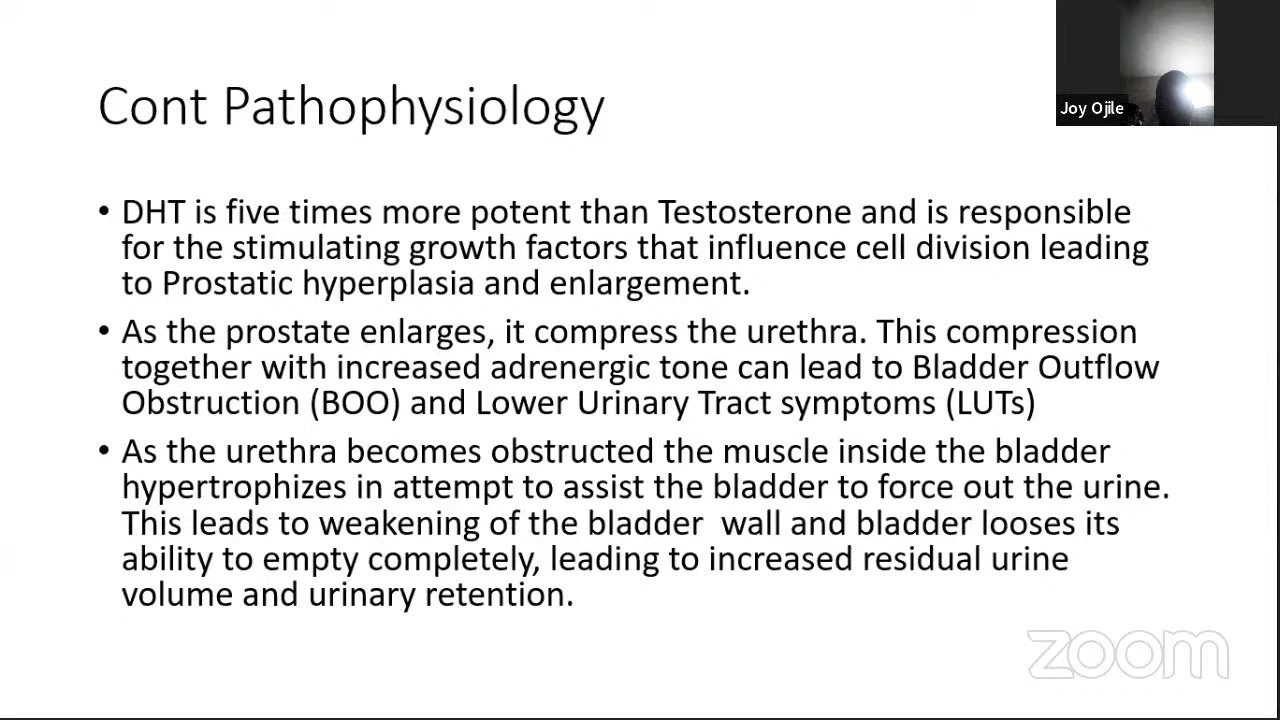 Cont Pathophysiology
Joy Ojile
• DHT is five times more potent than Testosterone and is responsible
for the stimulating growth factors that influence cell division leading
to Prostatic hyperplasia and enlargement.
• As the prostate enlarges, it compress the urethra. This compression
together with increased adrenergic tone can lead to Bladder Outflow
Obstruction (BOO) and Lower Urinary Tract symptoms (LUTs)
• As the urethra becomes obstructed the muscle inside the bladder
hypertrophizes in attempt to assist the bladder to force out the urine.
This leads to weakening of the bladder  wall and bladder looses its
ability to empty completely, leading to increased residual urine
volume and urinary retention.
zoom